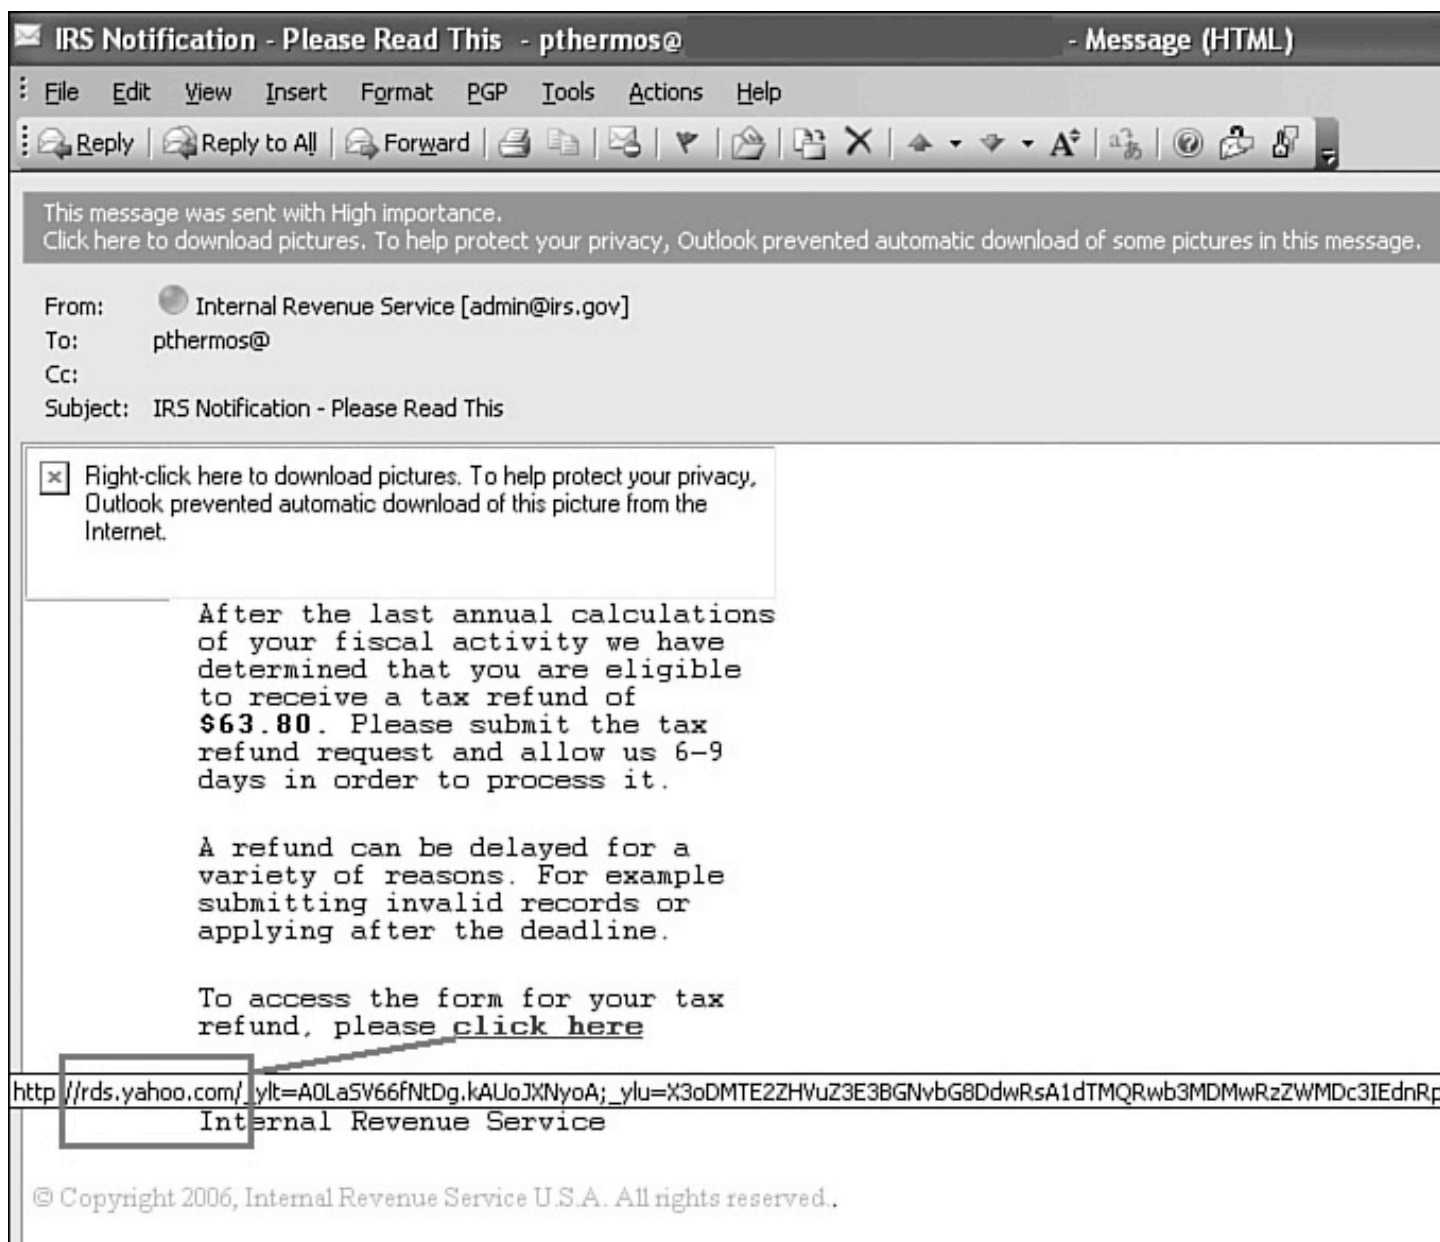 IRS Notification - Please Read This - pthermos@ - Message (HTML)
File Edit View Insert Format PGP Tools Actions Help
Reply Reply to All Forward
This message was sent with High importance.
Click here to download pictures. To help protect your privacy, Outlook prevented automatic download of some pictures in this message.
From: Internal Revenue Service [admin@irs.gov]
To: pthermos@
Cc:
Subject: IRS Notification - Please Read This
Right-click here to download pictures. To help protect your privacy,
Outlook prevented automatic download of this picture from the
Internet.
After the last annual calculations
of your fiscal activity we have
determined that you are eligible
to receive a tax refund of
$63.80. Please submit the tax
refund request and allow us 6-9
days in order to process it.
A refund can be delayed for a
variety of reasons. For example
submitting invalid records or
applying after the deadline.
To access the form for your tax
refund, please click here
http //rds.yahoo.com/_ylt=A0LaSV66fNtDg.kAUoJXNyoA;_ylu=X3oDMTE2ZHVuZ3E3BGNvbG8DdwRsA1dTMQRwb3MDMwRzZWMDc3IEdnRp
Internal Revenue Service
© Copyright 2006, Internal Revenue Service U.S.A. All rights reserved..